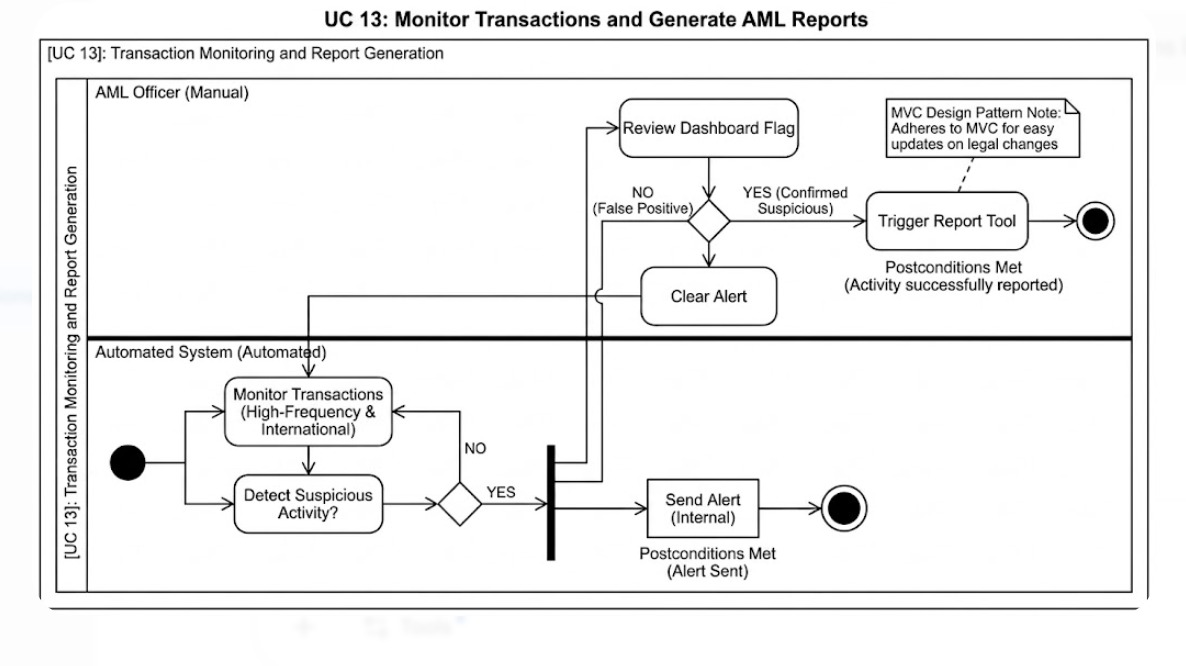 UC 13: Monitor Transactions and Generate AML Reports
[UC 13]: Transaction Monitoring and Report Generation
[UC 13]: Transaction Monitoring and Report Generation
AML Officer (Manual)
Review Dashboard Flag
MVC Design Pattern Note:
Adheres to MVC for easy
updates on legal changes
NO
(False Positive)
YES (Confirmed
Suspicious)
Trigger Report Tool
Postconditions Met
(Activity successfully reported)
Clear Alert
Automated System (Automated)
Monitor Transactions
(High-Frequency &
International)
NO
Detect Suspicious
Activity?
YES
Send Alert
(Internal)
Postconditions Met
(Alert Sent)